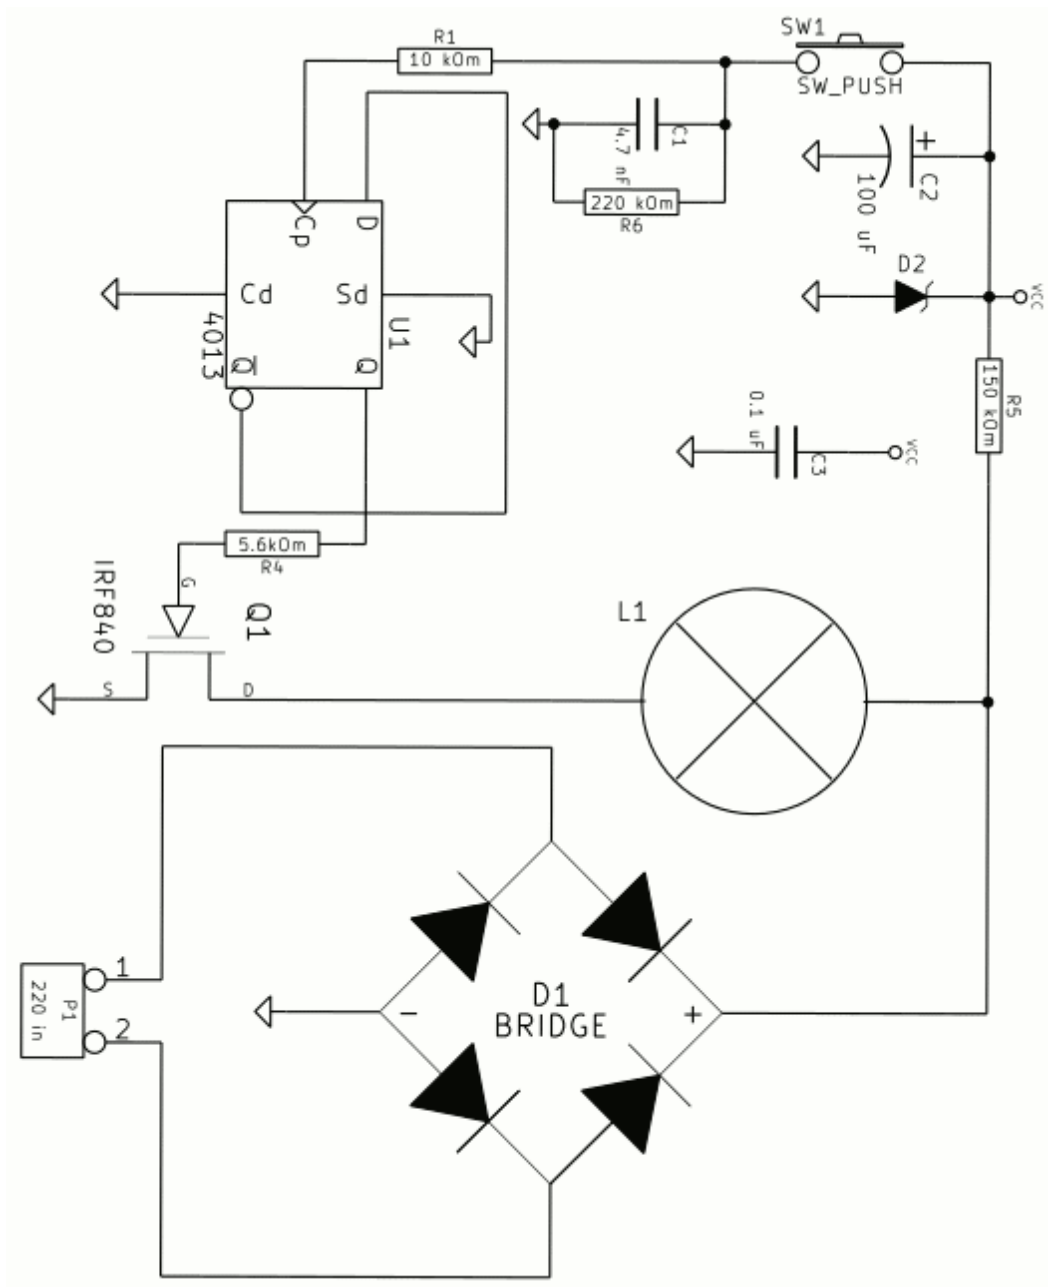 SW1
R1
10 kOm
SW_PUSH
C1
4.7 nF
+
C2
100 uF
220 kOm
R6
Cp
D
D2
Cd
Sd
VCC
U1
4013
Q
Q
150 kOm
R5
0.1 uF
C3
VCC
5.6kOm
R4
G
IRF840
Q1
L1
S
D
1
2
P1
220 in
D1
BRIDGE
-
+